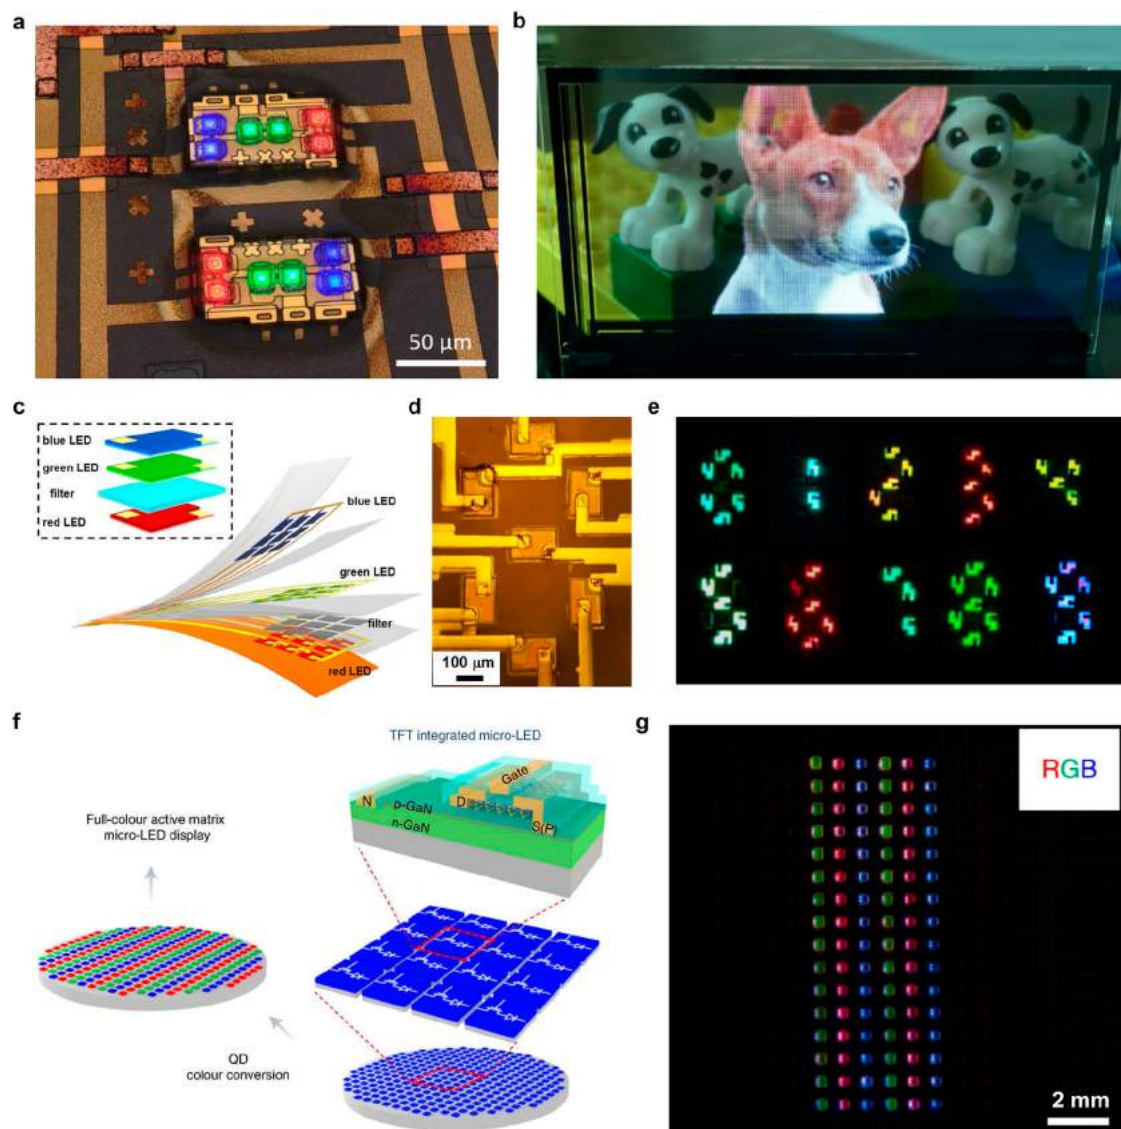 a
b
50 µm
c
d
e
blue LED
green LED
filter
red LED
blue LED
green LED
filter
red LED
100 µm
f
g
TFT integrated micro-LED
Gate
N
p-GaN
D
n-GaN
S(P)
Full-colour active matrix
micro-LED display
QD
colour conversion
RGB
2 mm